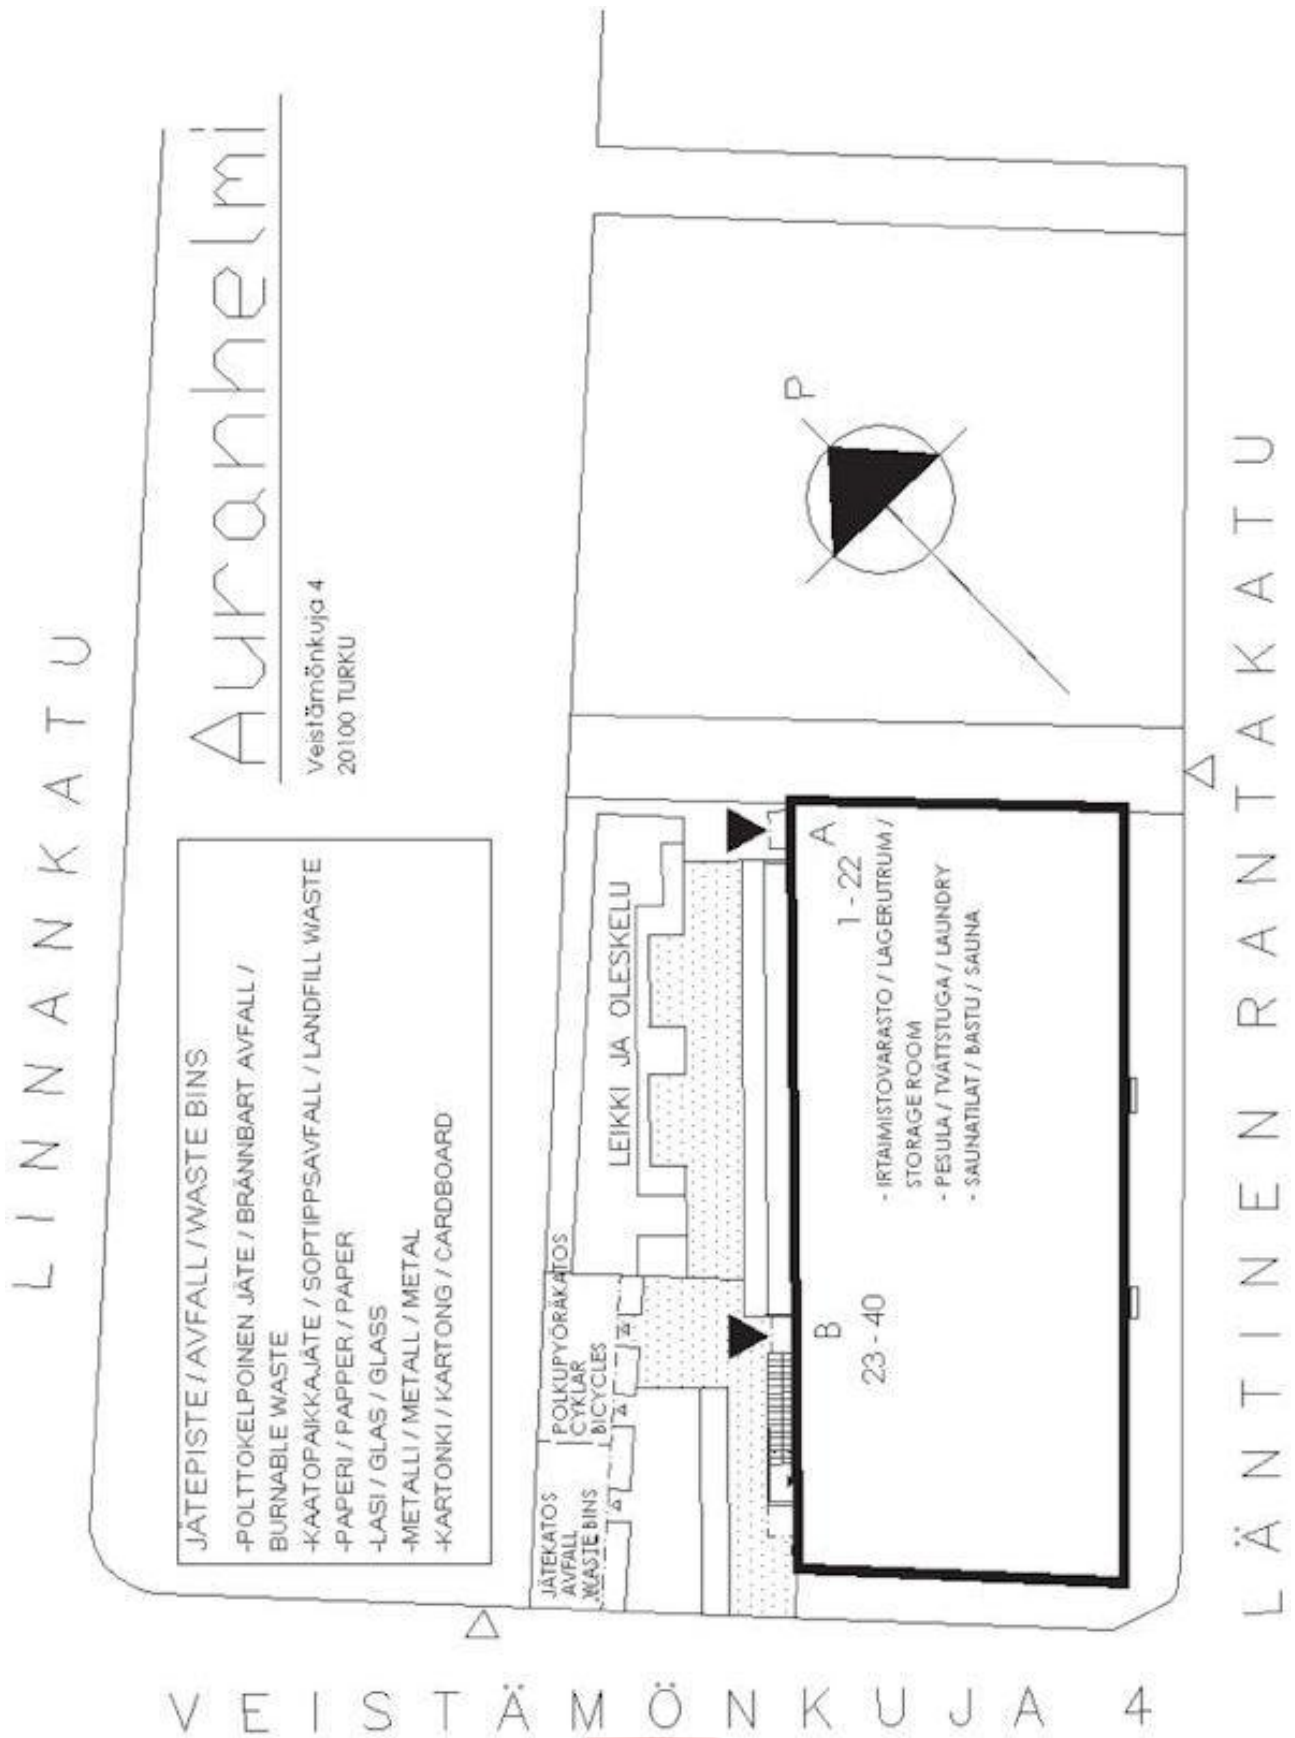 LINNANKATU
Auranhelmi
Veistämönkuja 4
20100 TURKU
JÄTEPISTE / AVFALL / WASTE BINS
-POLTTOKELPOINEN JÄTE / BRÄNNBART AVFALL /
BURNABLE WASTE
-KAATOPAIKKAJÄTE / SOPTIPPSAVFALL / LANDFILL WASTE
-PAPERI / PAPPER / PAPER
-LASI / GLAS / GLASS
-METALLI / METALL / METAL
-KARTONKI / KARTONG / CARDBOARD
JÄTEKATOS
AVFALL
WASTE BINS
POLKUPYÖRÄKATOS
CYKLAR
BICYCLES
LEIKKI JA OLESKELU
P
B
23-40
A
1-22
- IRTAIMISTOVARASTO / LAGERUTRUM /
STORAGE ROOM
- PESULA / TVÄTTSTUGA / LAUNDRY
- SAUNATILAT / BASTU / SAUNA
VEISTÄMÖNKUJA 4
LÄNTINEN RANTAKATU